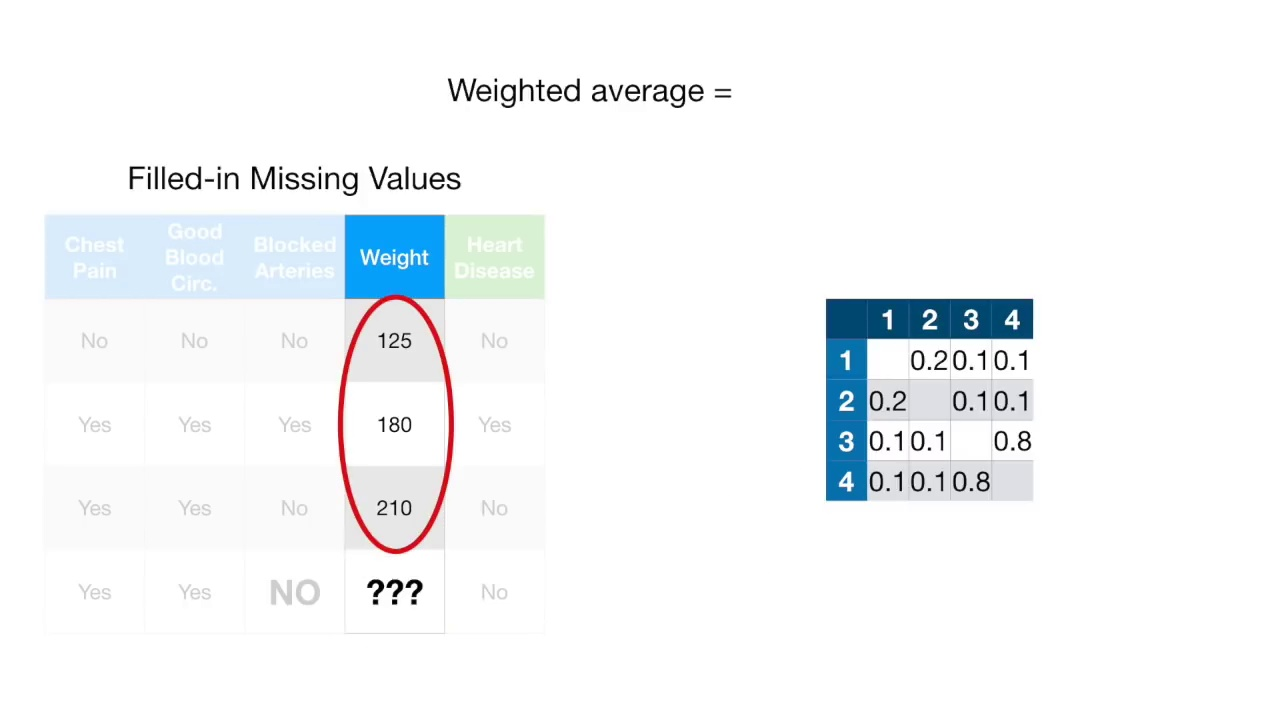 Weighted average =
Filled-in Missing Values
Chest Pain Good Blood Circ. Blocked Arteries Weight Heart Disease
No No No 125 No
Yes Yes Yes 180 Yes
Yes Yes No 210 No
Yes Yes NO ??? No
1 2 3 4
1 0.2 0.1 0.1
2 0.2 0.1 0.1
3 0.1 0.1 0.8
4 0.1 0.1 0.8